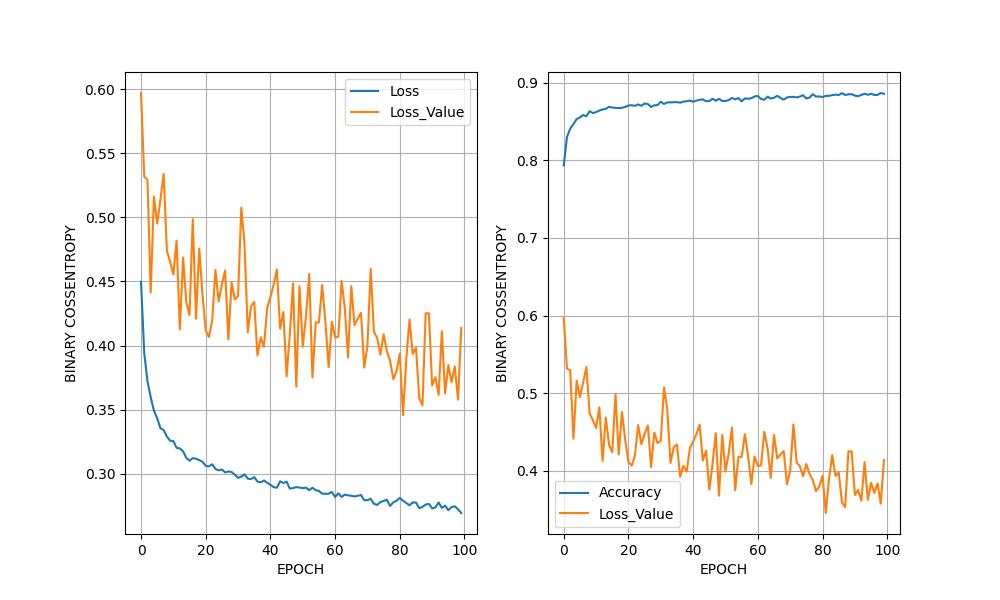 Loss
Loss_Value
0.60
0.55
0.50
0.45
0.40
0.35
0.30
BINARY COSSENTROPY
0 20 40 60 80 100
EPOCH
0.9
0.8
0.7
0.6
0.5
0.4
BINARY COSSENTROPY
Accuracy
Loss_Value
0 20 40 60 80 100
EPOCH